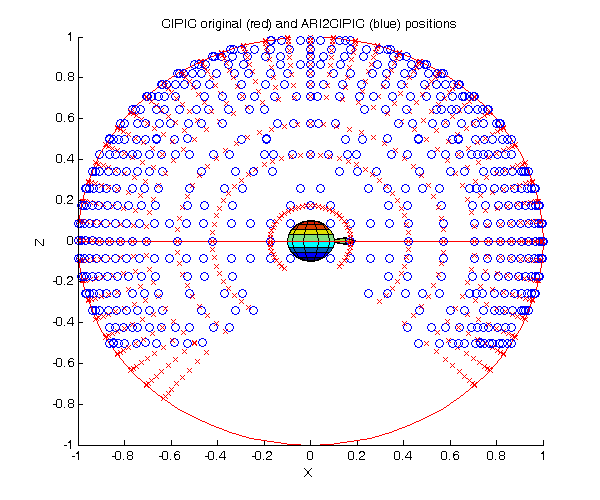 CIPIC original (red) and ARI2CIPIC (blue) positions
1
0.8
0.6
0.4
0.2
0
-0.2
-0.4
-0.6
-0.8
-1
Z
-1 -0.8 -0.6 -0.4 -0.2 0 0.2 0.4 0.6 0.8 1
X